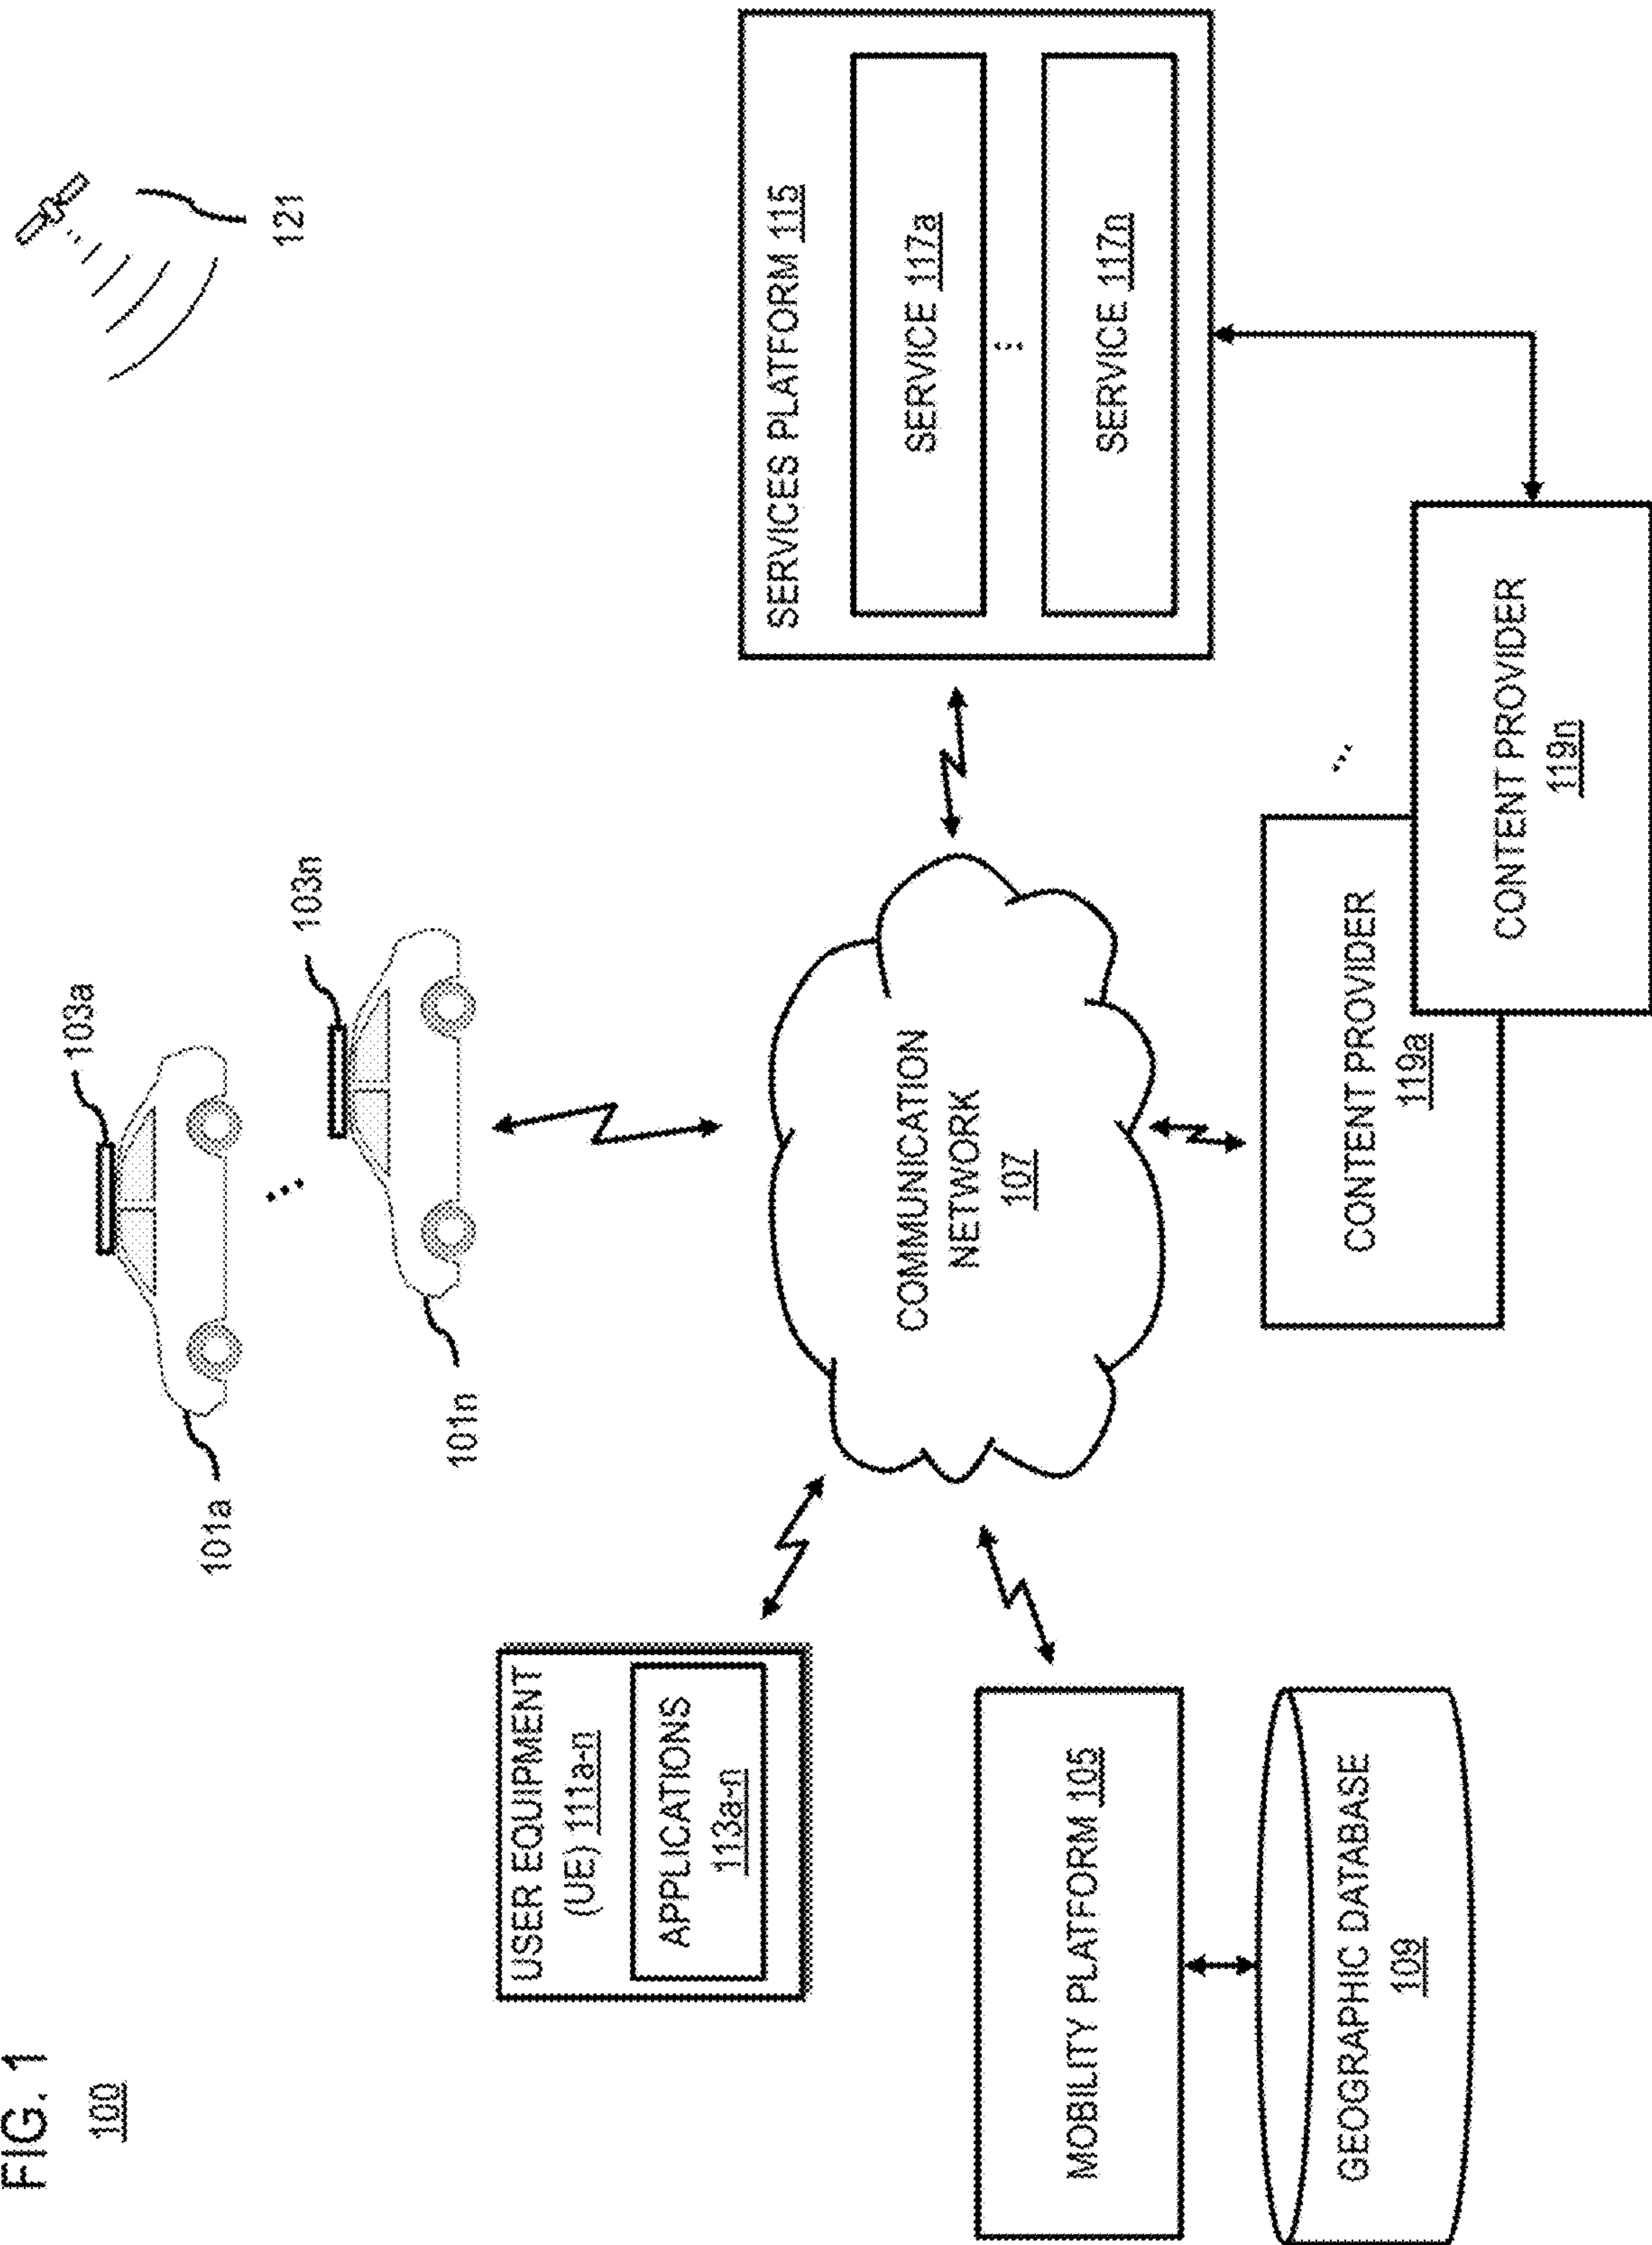 FIG. 1
100
121
103a
101a
103n
101n
USER EQUIPMENT
(UE) 111a-n
APPLICATIONS
113a-n
SERVICES PLATFORM 115
SERVICE 117a
SERVICE 117n
COMMUNICATION
NETWORK
107
MOBILITY PLATFORM 105
GEOGRAPHIC DATABASE
109
CONTENT PROVIDER
119a
CONTENT PROVIDER
119n